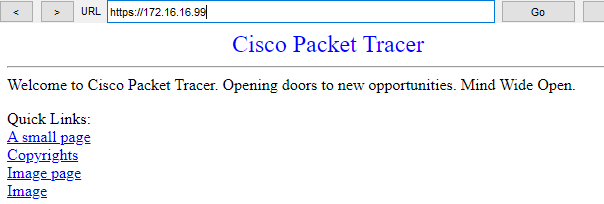 < > URL https://172.16.16.99 Go
Cisco Packet Tracer
Welcome to Cisco Packet Tracer. Opening doors to new opportunities. Mind Wide Open.
Quick Links:
A small page
Copyrights
Image page
Image